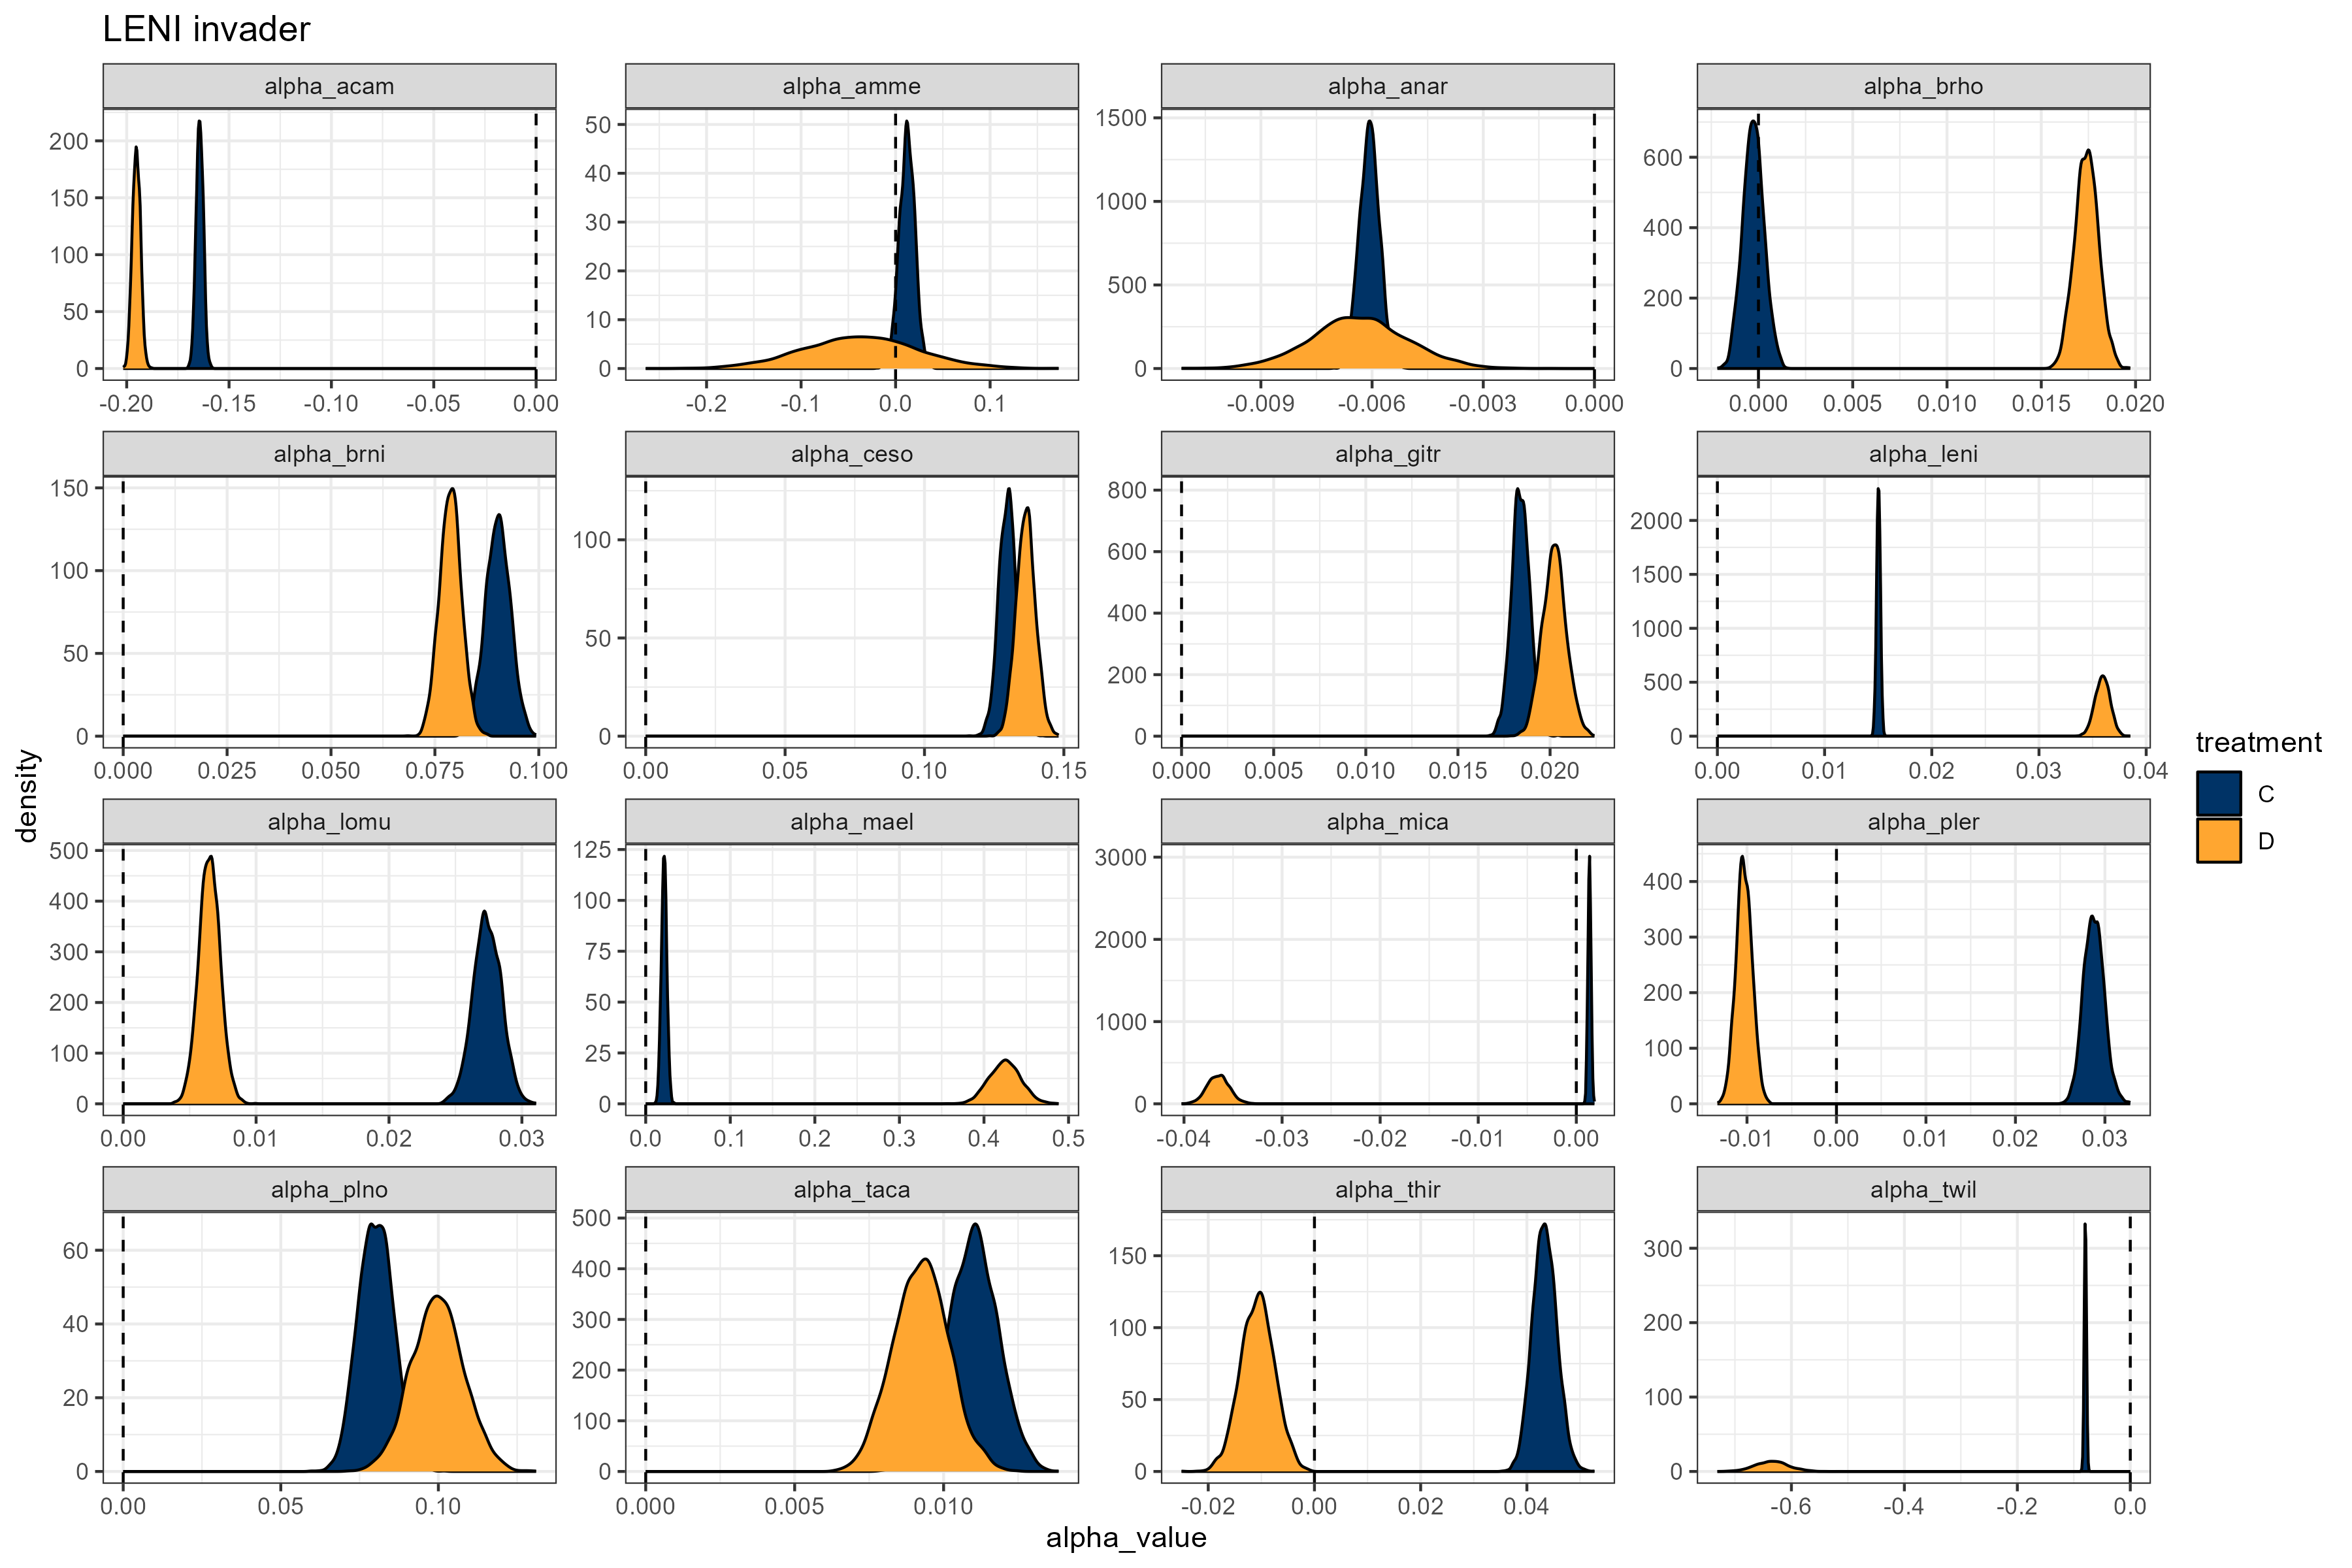 LENI invader
alpha_acam alpha_amme alpha_anar alpha_brho
200 150 100 50 0
-0.20 -0.15 -0.10 -0.05 0.00
50 40 30 20 10 0
-0.2 -0.1 0.0 0.1
1500 1000 500 0
-0.009 -0.006 -0.003 0.000
600 400 200 0
0.000 0.005 0.010 0.015 0.020
alpha_brni alpha_ceso alpha_gitr alpha_leni
150 100 50 0
0.000 0.025 0.050 0.075 0.100
100 50 0
0.00 0.05 0.10 0.15
800 600 400 200 0
0.000 0.005 0.010 0.015 0.020
2000 1500 1000 500 0
0.00 0.01 0.02 0.03 0.04
alpha_lomu alpha_mael alpha_mica alpha_pler
500 400 300 200 100 0
0.00 0.01 0.02 0.03
125 100 75 50 25 0
0.0 0.1 0.2 0.3 0.4 0.5
3000 2000 1000 0
-0.04 -0.03 -0.02 -0.01 0.00
400 300 200 100 0
-0.01 0.00 0.01 0.02 0.03
alpha_plno alpha_taca alpha_thir alpha_twil
60 40 20 0
0.00 0.05 0.10
500 400 300 200 100 0
0.000 0.005 0.010
150 100 50 0
-0.02 0.00 0.02 0.04
300 200 100 0
-0.6 -0.4 -0.2 0.0
density
alpha_value
treatment
C
D